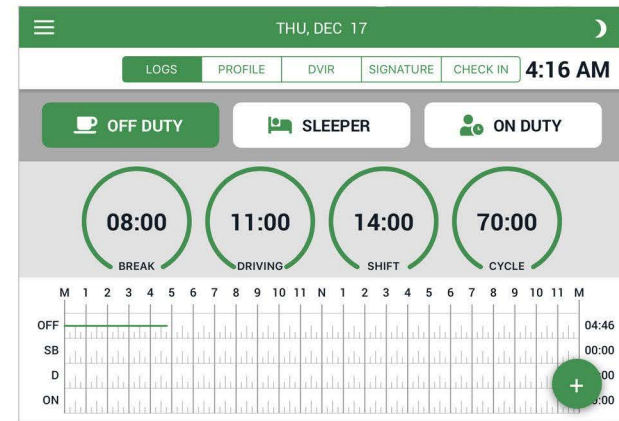 THU, DEC 17
LOGS PROFILE DVIR SIGNATURE CHECK IN 4:16 AM
OFF DUTY SLEEPER ON DUTY
08:00 11:00 14:00 70:00
BREAK DRIVING SHIFT CYCLE
M 1 2 3 4 5 6 7 8 9 10 11 N 1 2 3 4 5 6 7 8 9 10 11 M
OFF 04:46
SB 00:00
D :00
ON :00
+